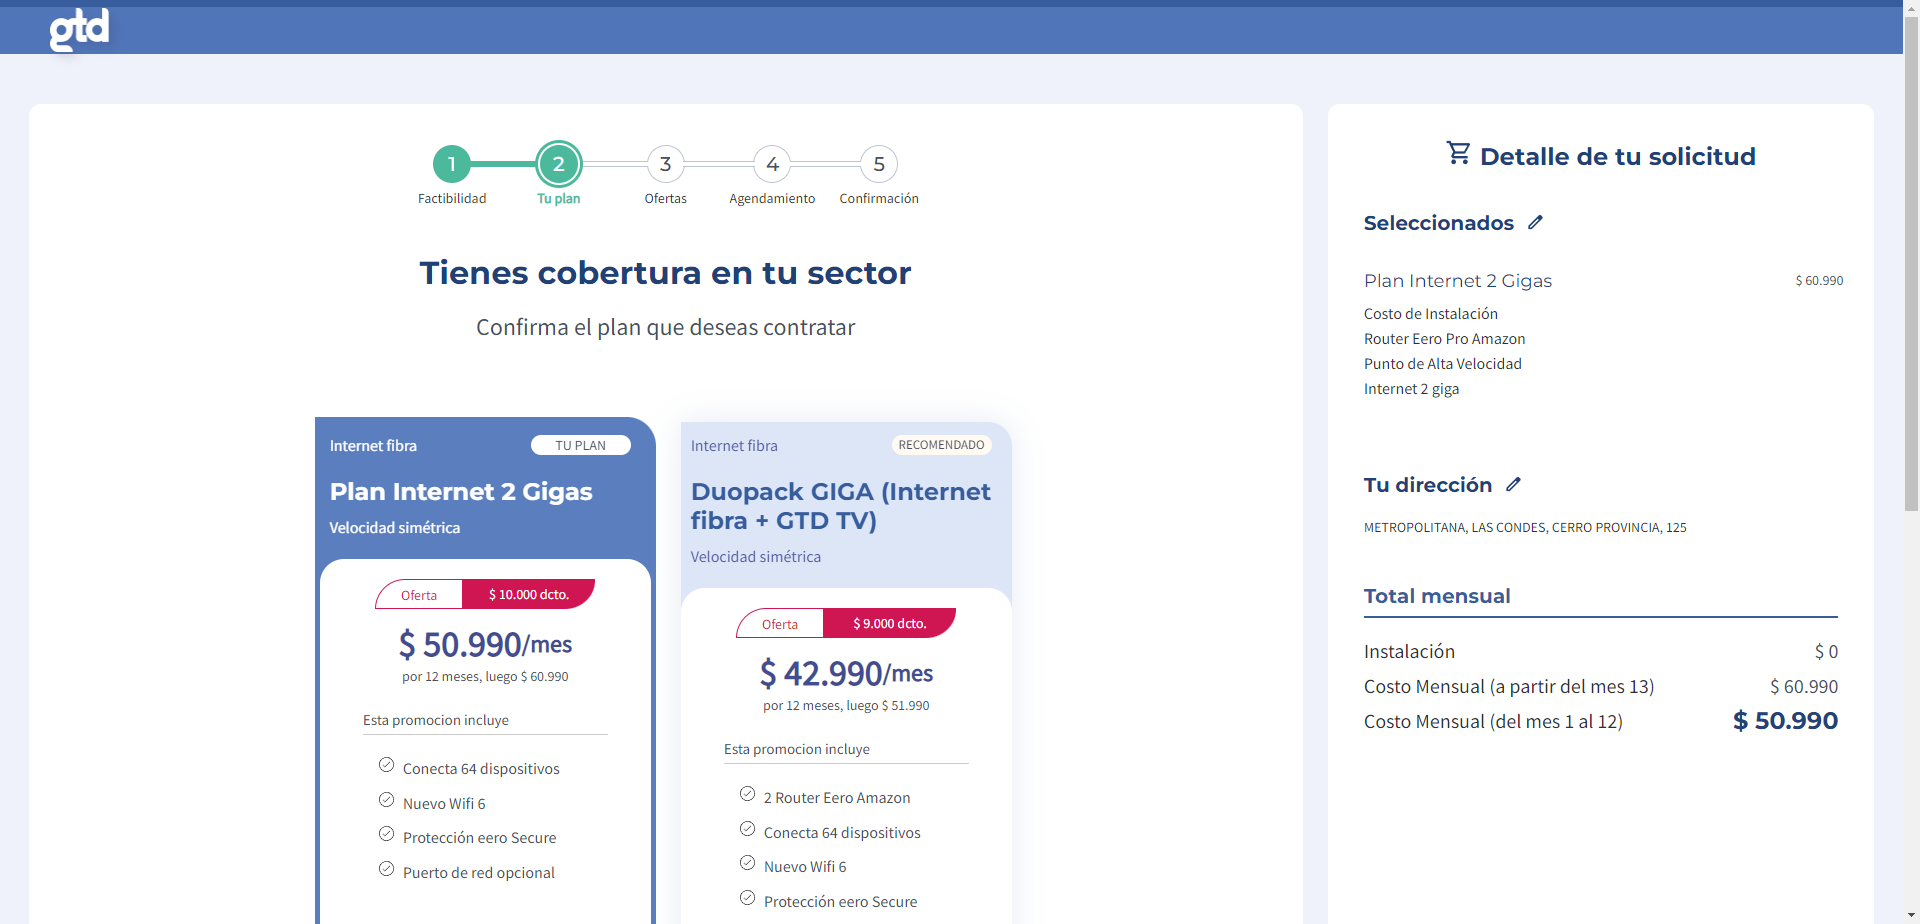 gtd
1
2
3
4
5
Factibilidad
Tu plan
Ofertas
Agendamiento
Confirmación
Tienes cobertura en tu sector
Confirma el plan que deseas contratar
Internet fibra
TU PLAN
Plan Internet 2 Gigas
Velocidad simétrica
Oferta
$ 10.000 dcto.
$ 50.990/mes
por 12 meses, luego $ 60.990
Esta promocion incluye
Conecta 64 dispositivos
Nuevo Wifi 6
Protección eero Secure
Puerto de red opcional
Internet fibra
RECOMENDADO
Duopack GIGA (Internet
fibra + GTD TV)
Velocidad simétrica
Oferta
$ 9.000 dcto.
$ 42.990/mes
por 12 meses, luego $ 51.990
Esta promocion incluye
2 Router Eero Amazon
Conecta 64 dispositivos
Nuevo Wifi 6
Protección eero Secure
Detalle de tu solicitud
Seleccionados
Plan Internet 2 Gigas $ 60.990
Costo de Instalación
Router Eero Pro Amazon
Punto de Alta Velocidad
Internet 2 giga
Tu dirección
METROPOLITANA, LAS CONDES, CERRO PROVINCIA, 125
Total mensual
Instalación $ 0
Costo Mensual (a partir del mes 13) $ 60.990
Costo Mensual (del mes 1 al 12) $ 50.990